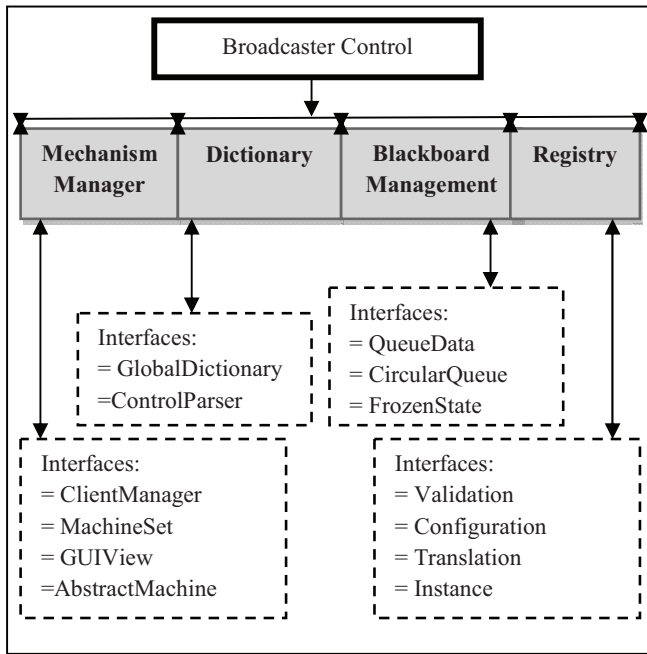 Broadcaster Control
Mechanism
Manager
Dictionary
Blackboard
Management
Registry
Interfaces:
= GlobalDictionary
=ControlParser
Interfaces:
= QueueData
= CircularQueue
= FrozenState
Interfaces:
= ClientManager
= MachineSet
= GUIView
=AbstractMachine
Interfaces:
= Validation
= Configuration
= Translation
= Instance